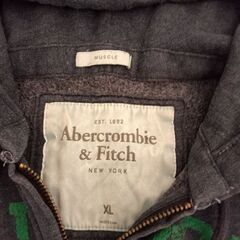 MUSCLE
EST. 1892
Abercrombie
& Fitch
NEW YORK
XL